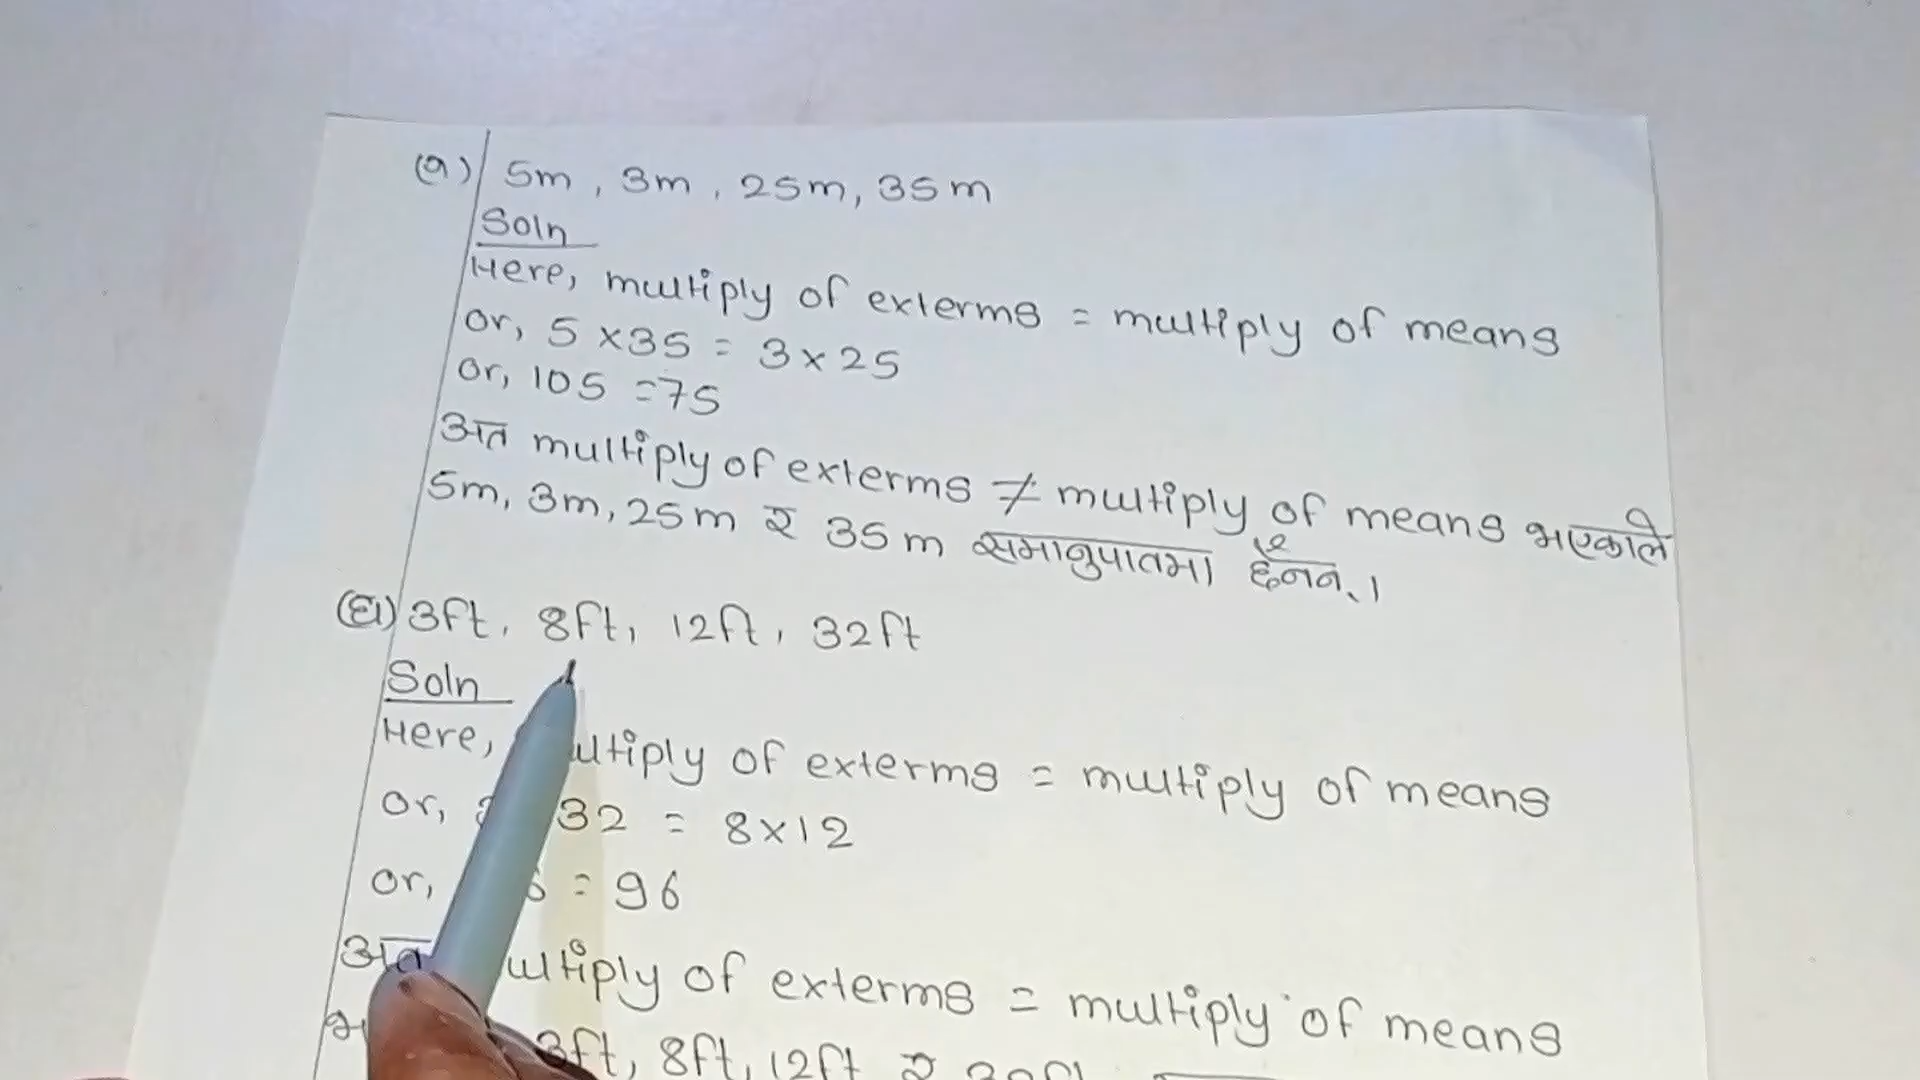 (ग) 5m, 3m, 25m, 35m
Soln
Here, multiply of exterms = multiply of means
or, 5 × 35 = 3 × 25
or, 105 = 75
अत multiply of exterms ≠ multiply of means भएकाले
5m, 3m, 25m र 35m समानुपातमा छैनन् ।
(घ) 3ft, 8ft, 12ft, 32ft
Soln
Here, ultiply of exterms = multiply of means
or, 32 = 8×12
or, 6 = 96
अत ultiply of exterms = multiply of means
3ft, 8ft, 12ft र 32ft